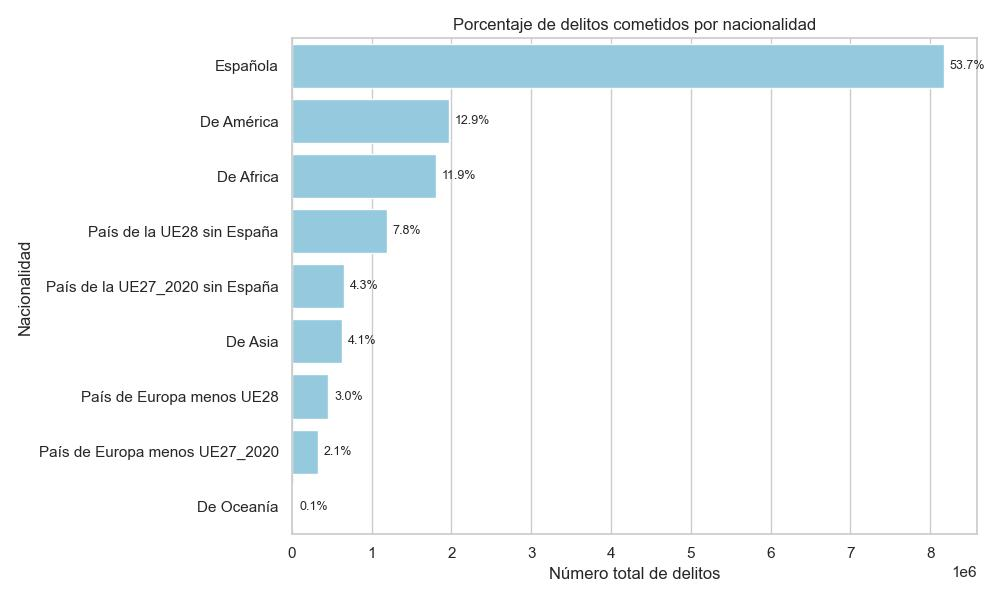 Porcentaje de delitos cometidos por nacionalidad
Nacionalidad
Española
53.7%
De América
12.9%
De Africa
11.9%
País de la UE28 sin España
7.8%
País de la UE27_2020 sin España
4.3%
De Asia
4.1%
País de Europa menos UE28
3.0%
País de Europa menos UE27_2020
2.1%
De Oceanía
0.1%
0 1 2 3 4 5 6 7 8
1e6
Número total de delitos